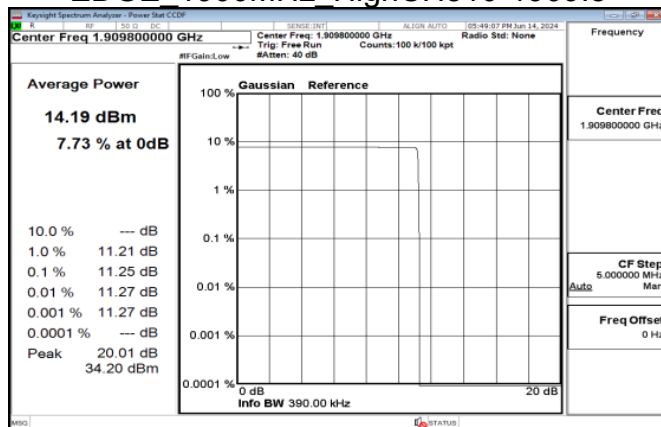 Keysight Spectrum Analyzer - Power Stat CCDF
R RF 50 Ω DC SENSE:INT ALIGN AUTO 05:49:07 PM Jun 14, 2024
Center Freq 1.909800000 GHz
Center Freq: 1.909800000 GHz Radio Std: None
Trig: Free Run Counts:100 k/100 kpt
#IFGain:Low #Atten: 40 dB
Frequency
Average Power
14.19 dBm
7.73 % at 0dB
10.0 % --- dB
1.0 % 11.21 dB
0.1 % 11.25 dB
0.01 % 11.27 dB
0.001 % 11.27 dB
0.0001 % --- dB
Peak 20.01 dB
34.20 dBm
Gaussian Reference
100 %
10 %
1 %
0.1 %
0.01 %
0.001 %
0.0001 %
0 dB 20 dB
Info BW 390.00 kHz
Center Freq
1.909800000 GHz
CF Step
5.000000 MHz
Auto Man
Freq Offset
0 Hz
MSG STATUS